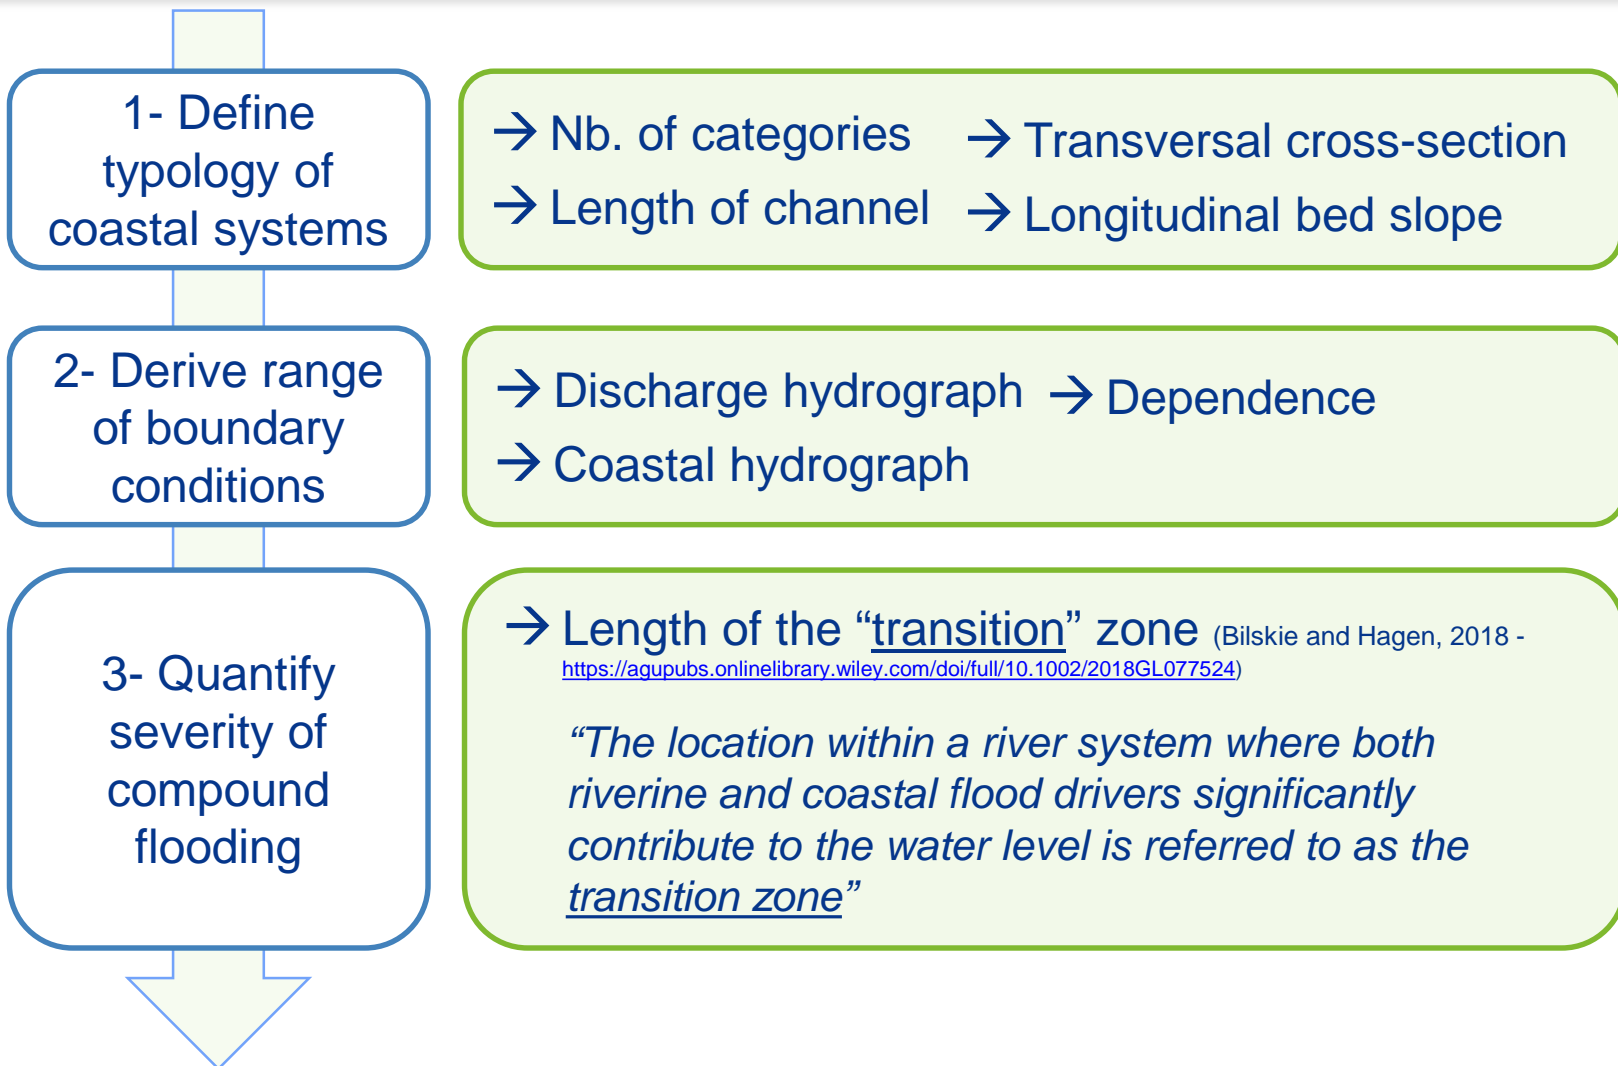 1- Define
typology of
coastal systems
→ Nb. of categories
→ Length of channel
→ Transversal cross-section
→ Longitudinal bed slope
2- Derive range
of boundary
conditions
→ Discharge hydrograph
→ Coastal hydrograph
→ Dependence
3- Quantify
severity of
compound
flooding
→ Length of the “transition” zone (Bilskie and Hagen, 2018 -
https://agupubs.onlinelibrary.wiley.com/doi/full/10.1002/2018GL077524)
“The location within a river system where both
riverine and coastal flood drivers significantly
contribute to the water level is referred to as the
transition zone”